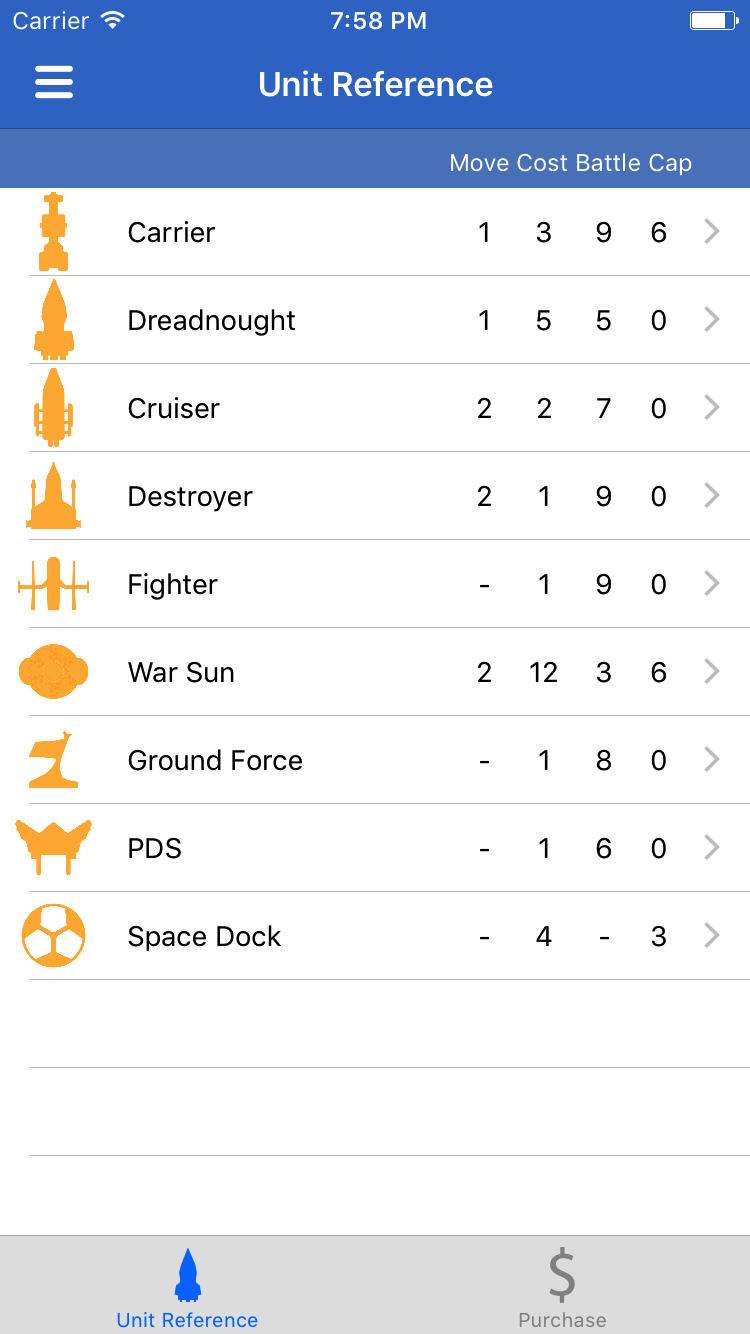 Carrier 7:58 PM
Unit Reference
Move Cost Battle Cap
Carrier 1 3 9 6
Dreadnought 1 5 5 0
Cruiser 2 2 7 0
Destroyer 2 1 9 0
Fighter - 1 9 0
War Sun 2 12 3 6
Ground Force - 1 8 0
PDS - 1 6 0
Space Dock - 4 - 3
$
Unit Reference Purchase